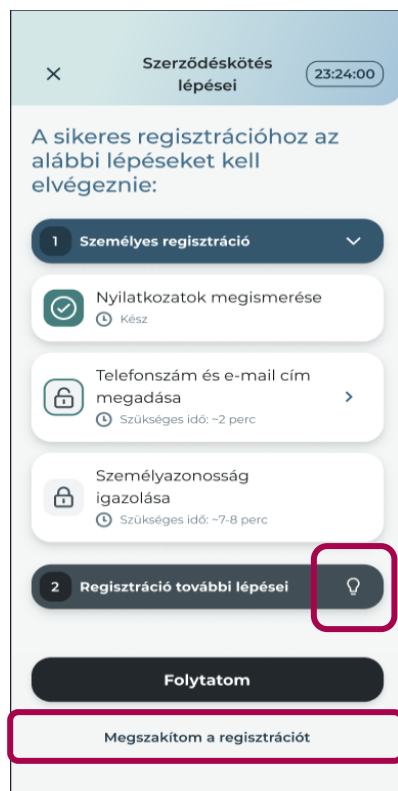 Szerződéskötés
lépései
23:24:00
A sikeres regisztrációhoz az
alábbi lépéseket kell
elvégeznie:
1 Személyes regisztráció
Nyilatkozatok megismerése
Kész
Telefonszám és e-mail cím
megadása
Szükséges idő: ~2 perc
Személyazonosság
igazolása
Szükséges idő: ~7-8 perc
2 Regisztráció további lépései
Folytatom
Megszakítom a regisztrációt